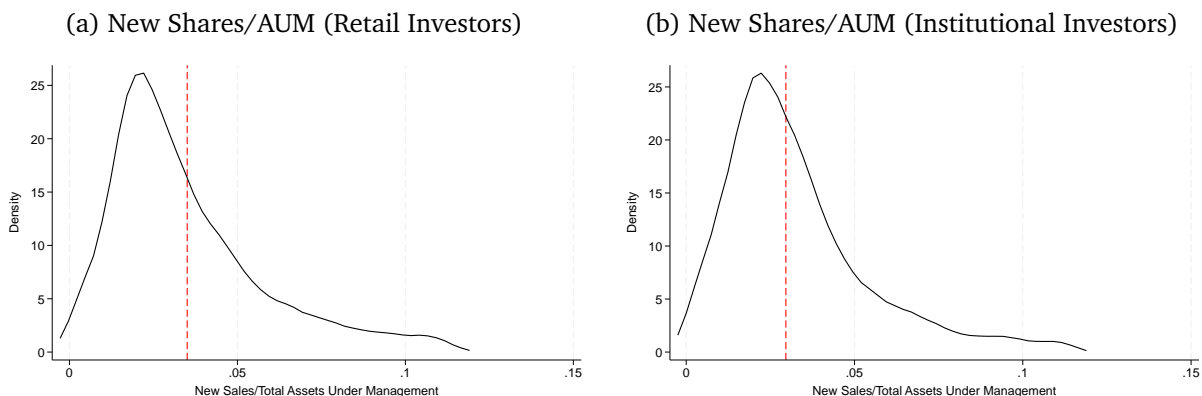 (a) New Shares/AUM (Retail Investors)
25
20
15
10
5
0
Density
0 .05 .1 .15
New Sales/Total Assets Under Management
(b) New Shares/AUM (Institutional Investors)
25
20
15
10
5
0
Density
0 .05 .1 .15
New Sales/Total Assets Under Management